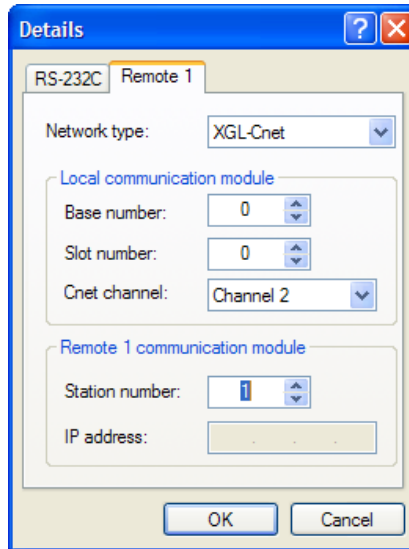 Details
RS-232C Remote 1
Network type: XGL-Cnet
Local communication module
Base number: 0
Slot number: 0
Cnet channel: Channel 2
Remote 1 communication module
Station number: 1
IP address: . . .
OK Cancel